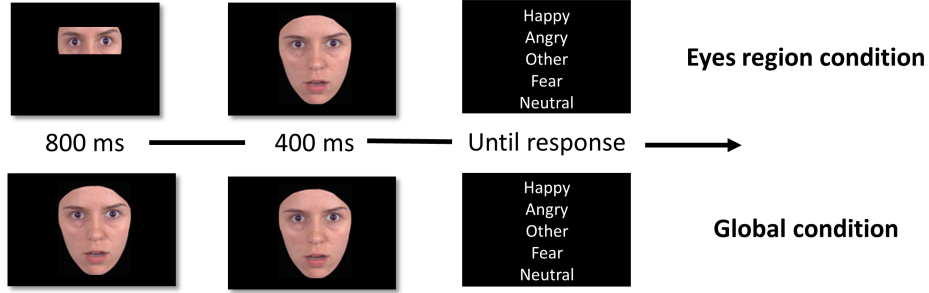 Happy
Angry
Other
Fear
Neutral
Eyes region condition
800 ms
400 ms
Until response
Happy
Angry
Other
Fear
Neutral
Global condition